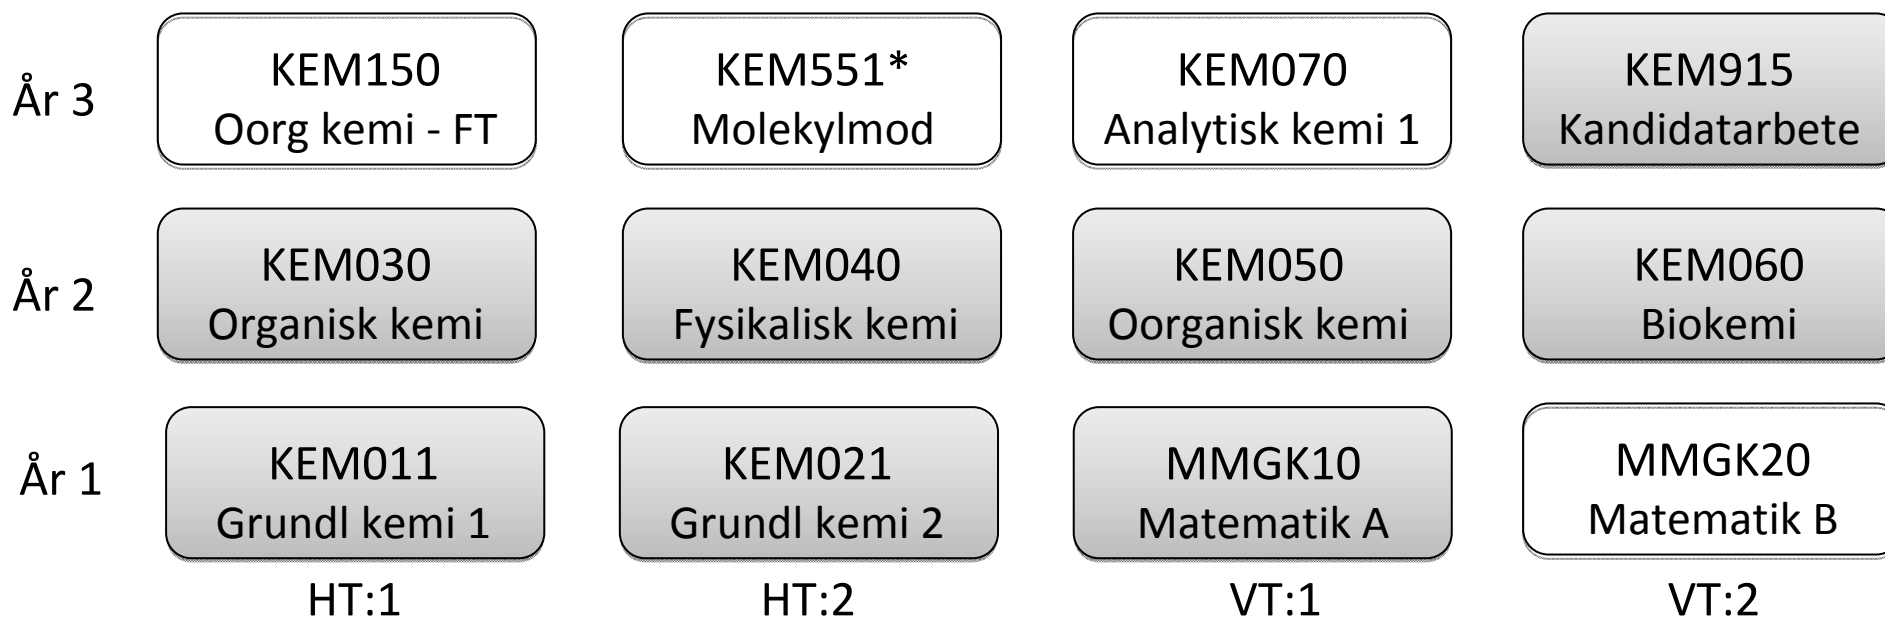 År 3
KEM150
Oorg kemi - FT
KEM551*
Molekylmod
KEM070
Analytisk kemi 1
KEM915
Kandidatarbete
År 2
KEM030
Organisk kemi
KEM040
Fysikalisk kemi
KEM050
Oorganisk kemi
KEM060
Biokemi
År 1
KEM011
Grundl kemi 1
KEM021
Grundl kemi 2
MMGK10
Matematik A
MMGK20
Matematik B
HT:1
HT:2
VT:1
VT:2